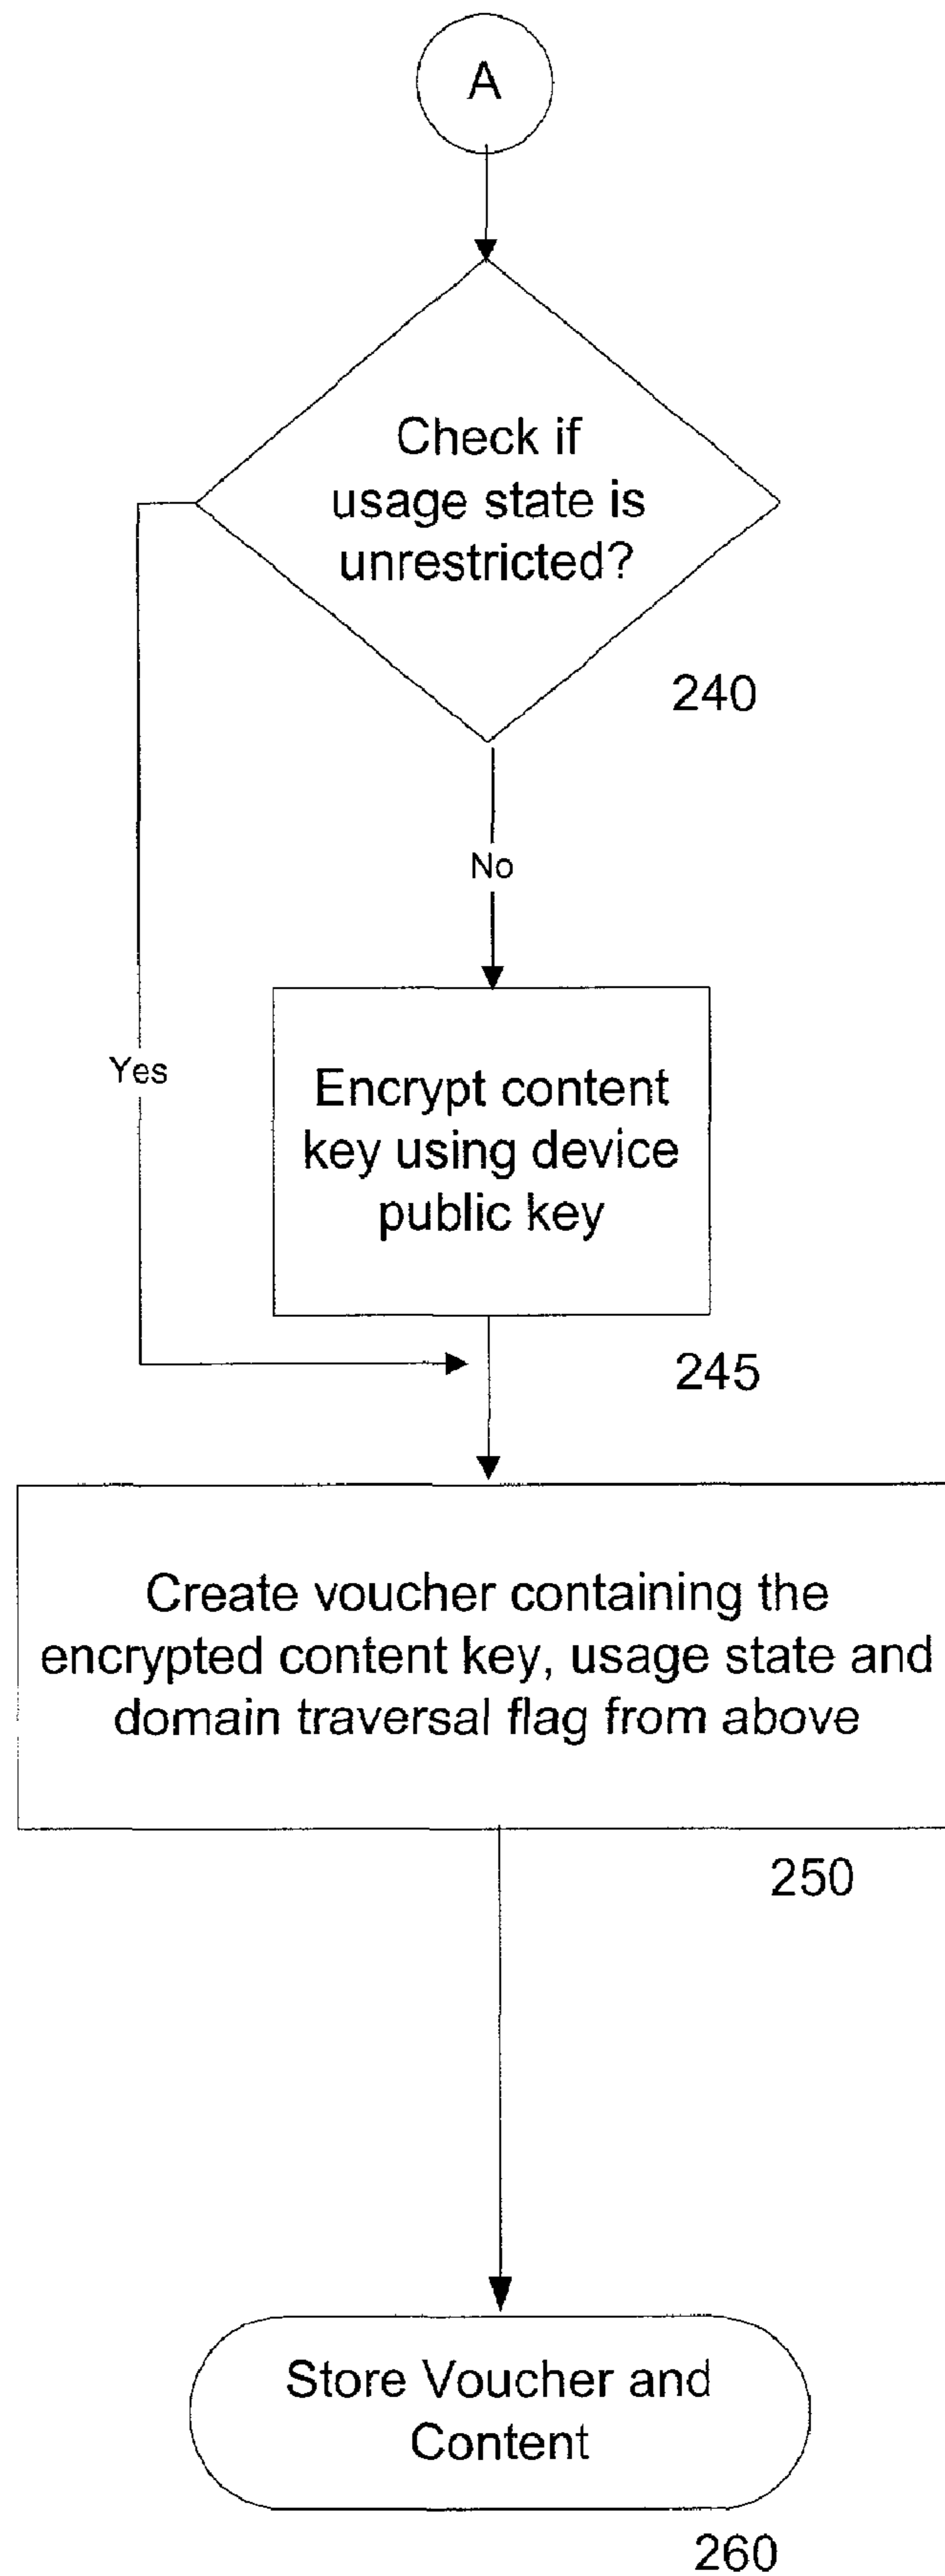 A
Check if
usage state is
unrestricted?
240
No
Yes
Encrypt content
key using device
public key
245
Create voucher containing the
encrypted content key, usage state and
domain traversal flag from above
250
Store Voucher and
Content
260